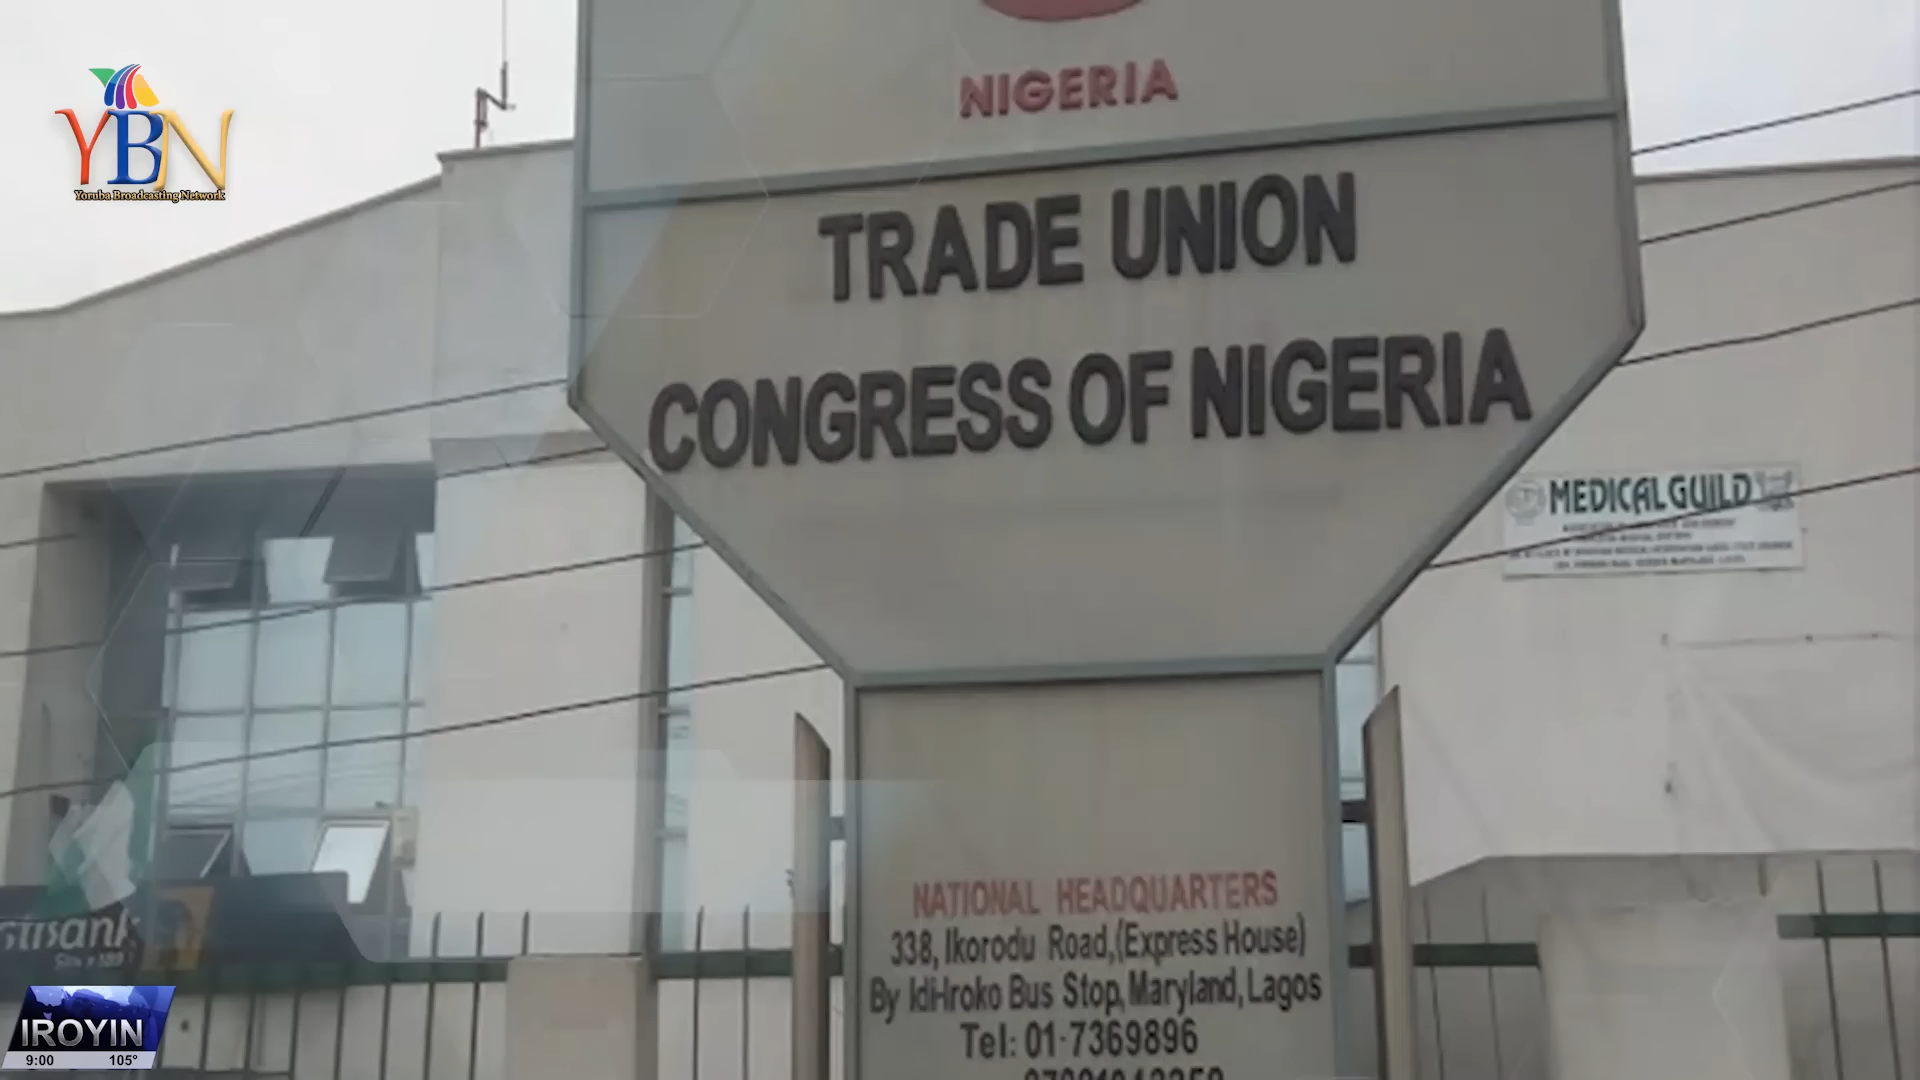 YBN
Yoruba Broadcasting Network
NIGERIA
TRADE UNION
CONGRESS OF NIGERIA
MEDICAL GUILD
NATIONAL HEADQUARTERS
338, Ikorodu Road,(Express House)
By Idi-Iroko Bus Stop, Maryland, Lagos
Tel: 01-7369896
IROYIN
9:00 105°